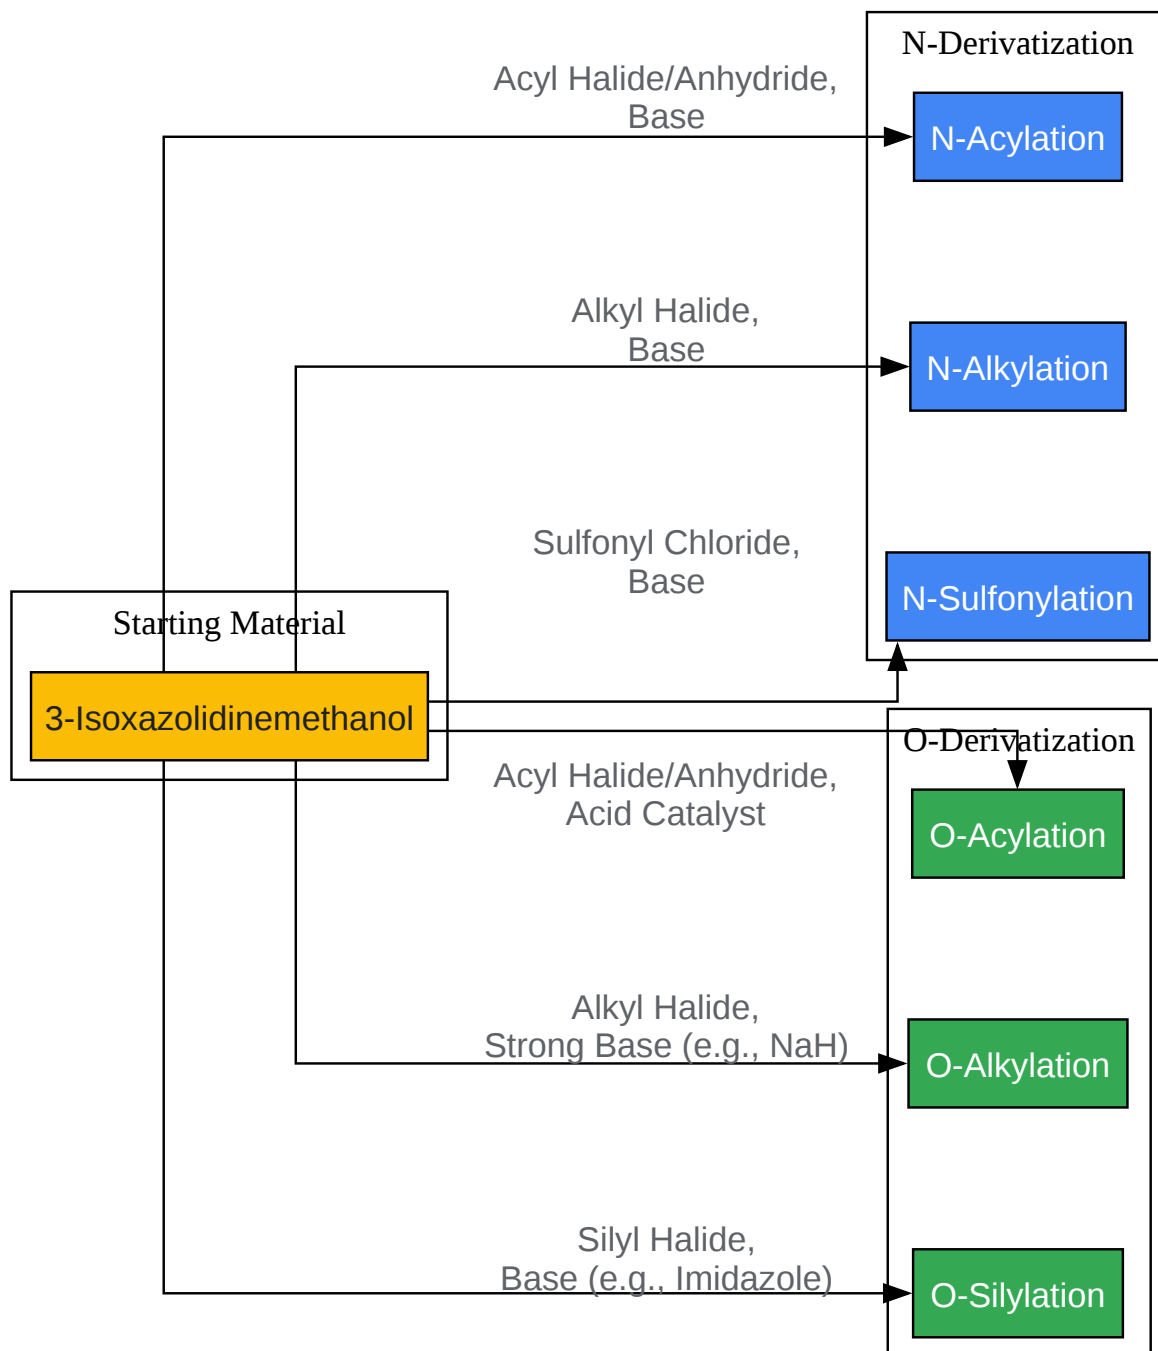 N-Derivatization
Acyl Halide/Anhydride,
Base
N-Acylation
Alkyl Halide,
Base
N-Alkylation
Sulfonyl Chloride,
Base
N-Sulfonylation
Starting Material
3-Isoxazolidinemethanol
O-Derivatization
Acyl Halide/Anhydride,
Acid Catalyst
O-Acylation
Alkyl Halide,
Strong Base (e.g., NaH)
O-Alkylation
Silyl Halide,
Base (e.g., Imidazole)
O-Silylation